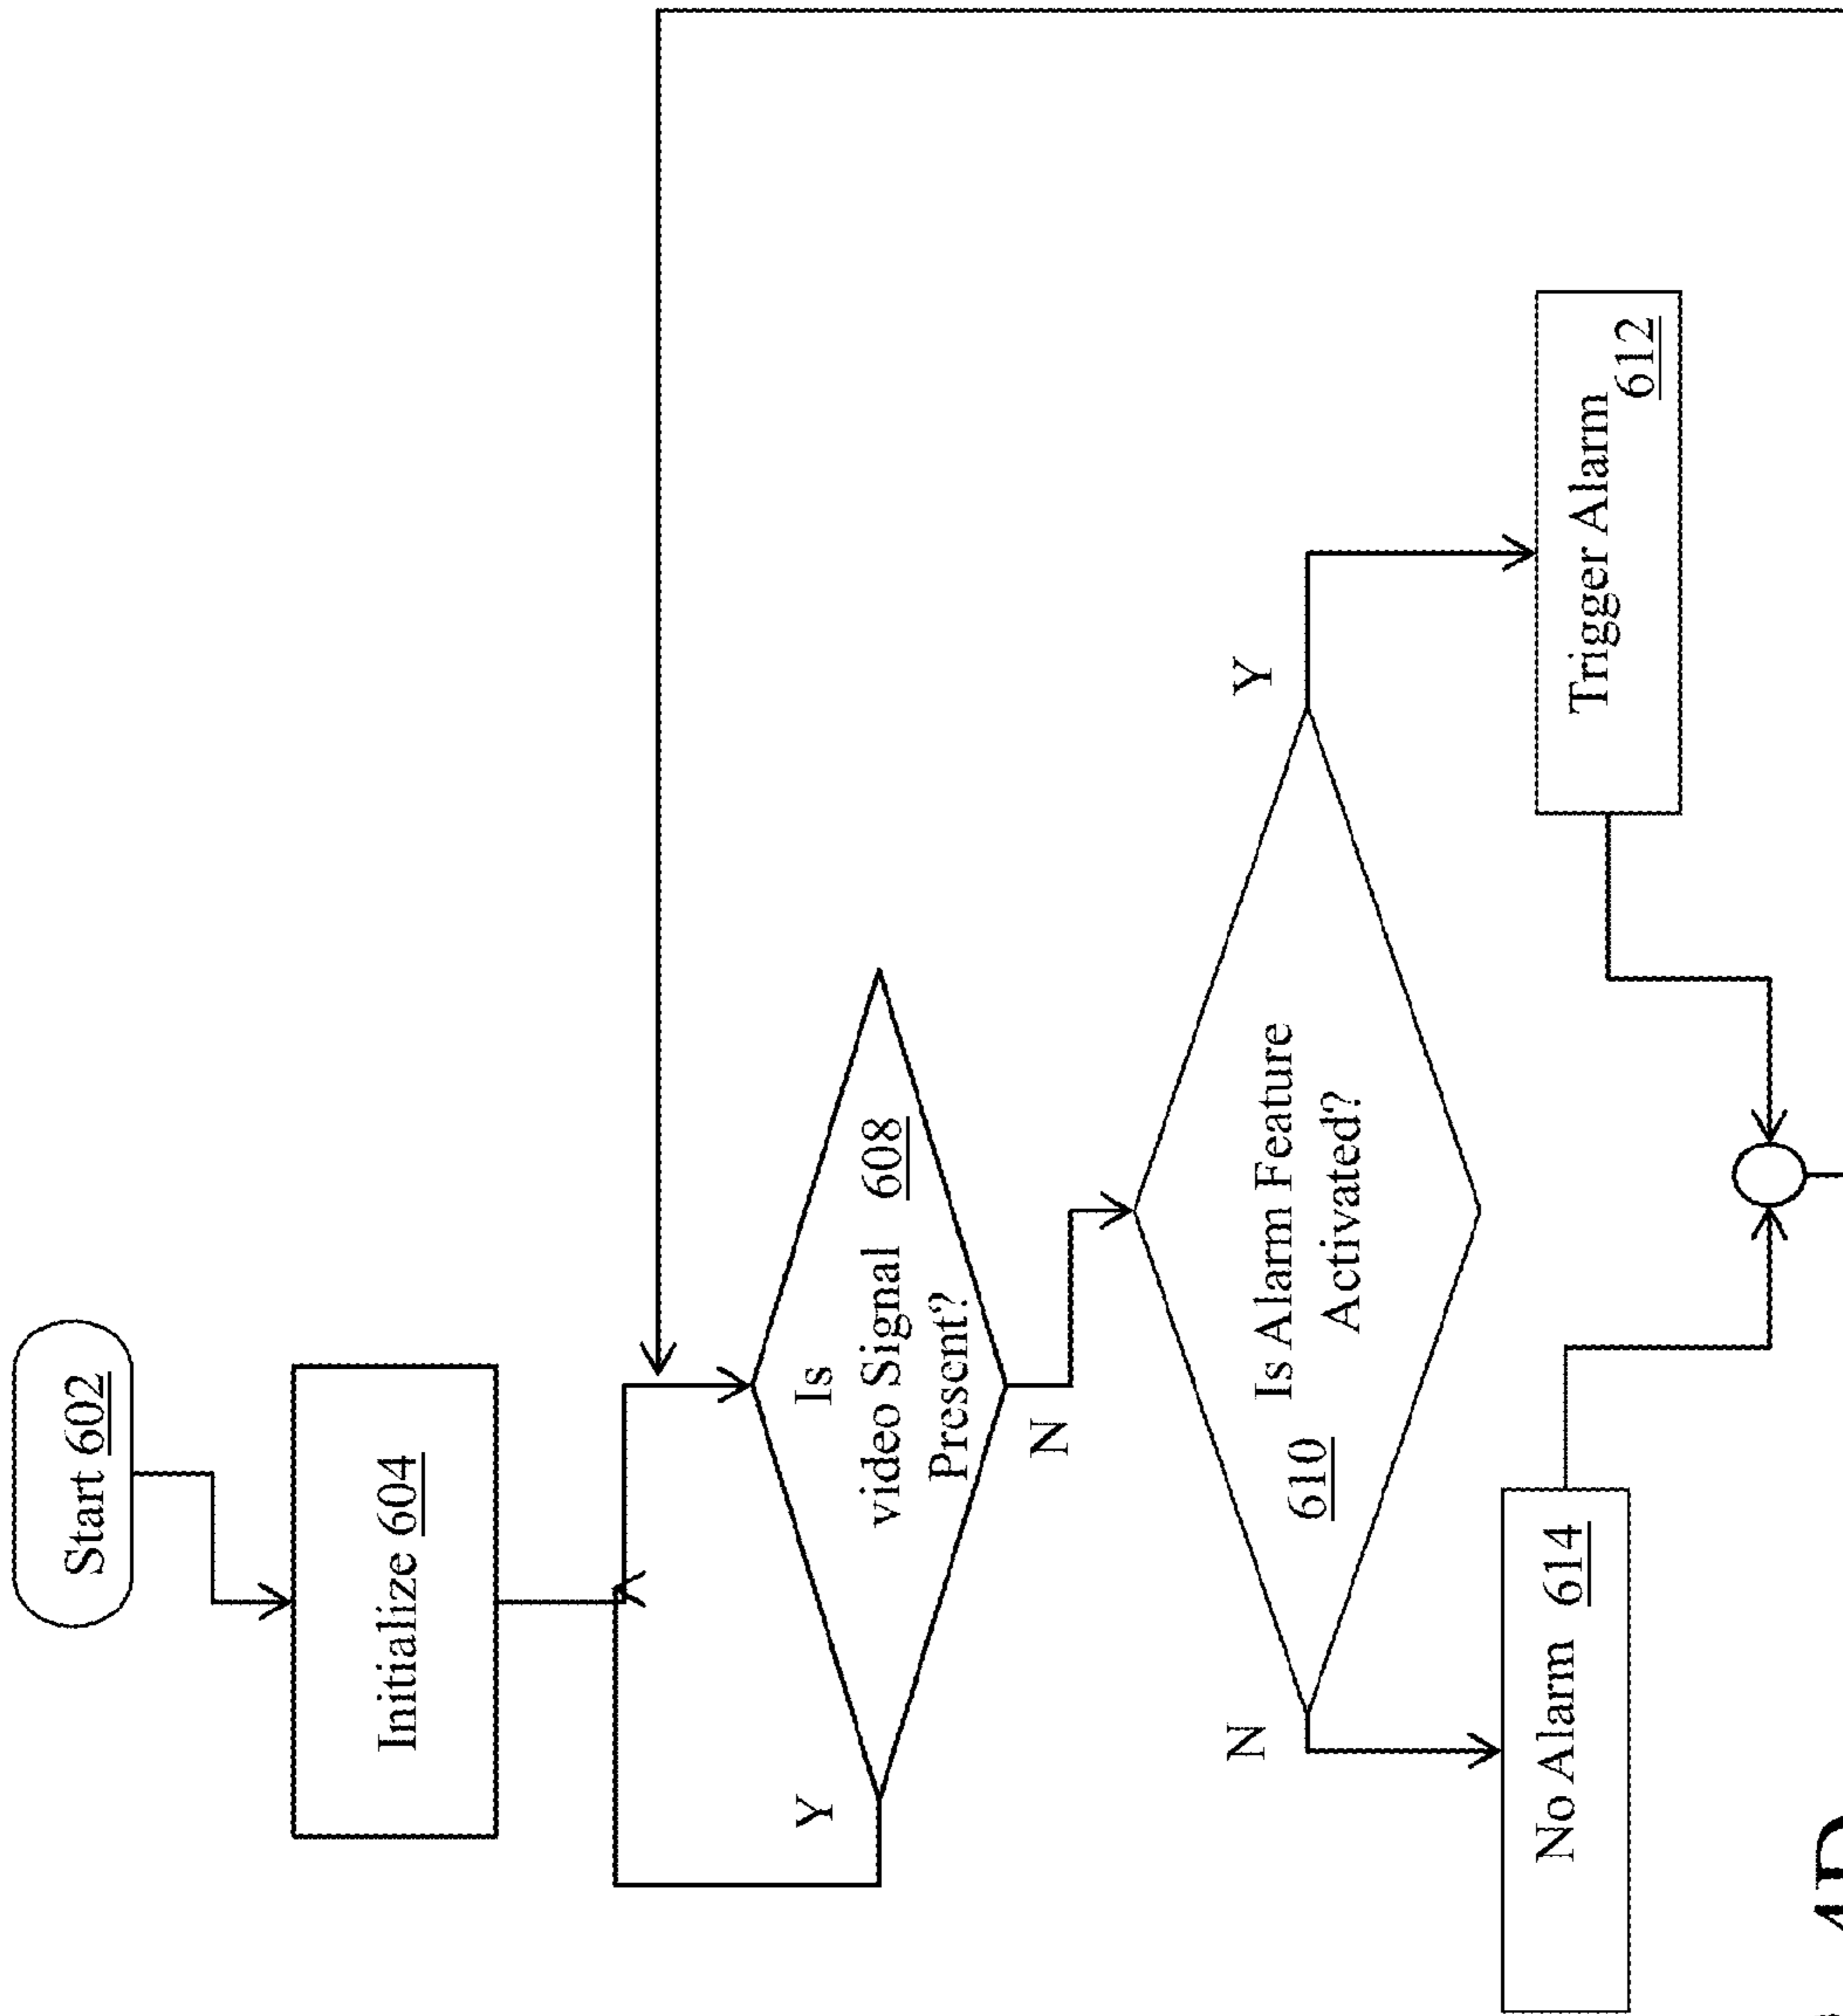 Start 602
Initialize 604
Is
video Signal 608
Present?
Y
N
Is Alarm Feature
Activated?
610
Y
N
Trigger Alarm
612
No Alarm 614